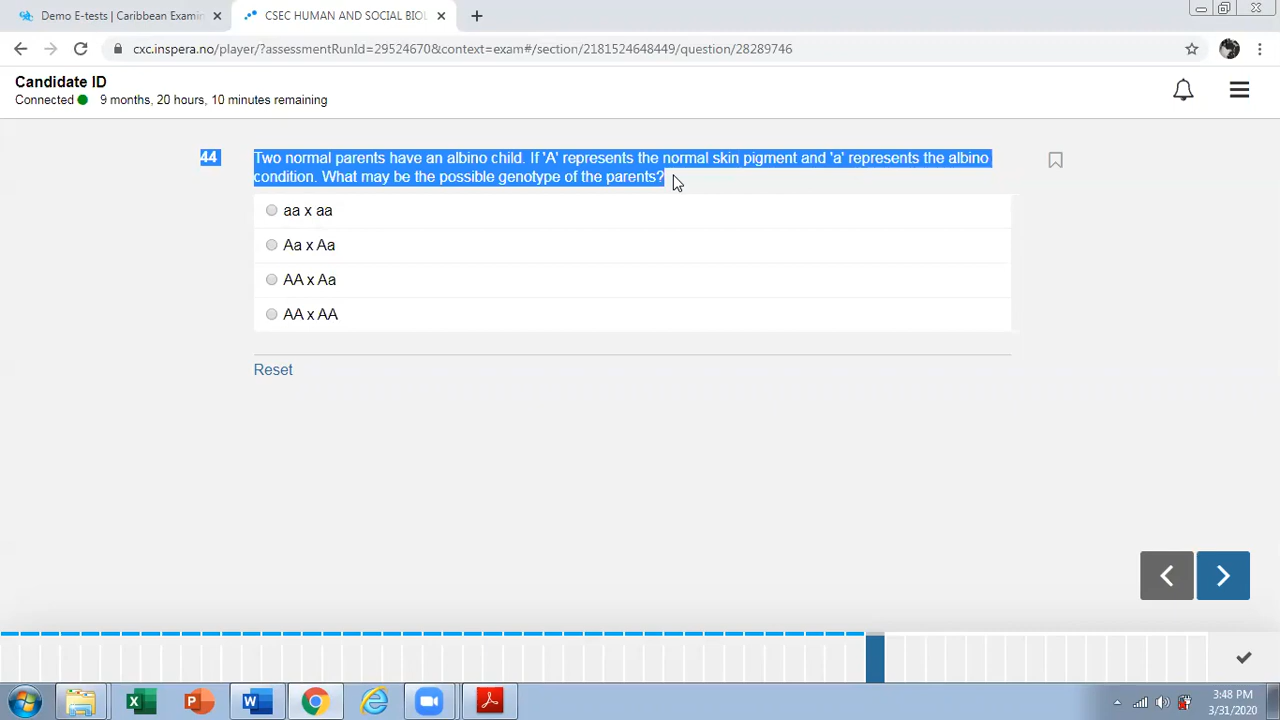 Demo E-tests | Caribbean Examin
CSEC HUMAN AND SOCIAL BIOL
cxc.inspera.no/player/?assessmentRunId=29524670&context=exam#/section/2181524648449/question/28289746
Candidate ID
Connected 9 months, 20 hours, 10 minutes remaining
44 Two normal parents have an albino child. If 'A' represents the normal skin pigment and 'a' represents the albino
condition. What may be the possible genotype of the parents?
aa x aa
Aa x Aa
AA x Aa
AA x AA
Reset
3:48 PM
3/31/2020